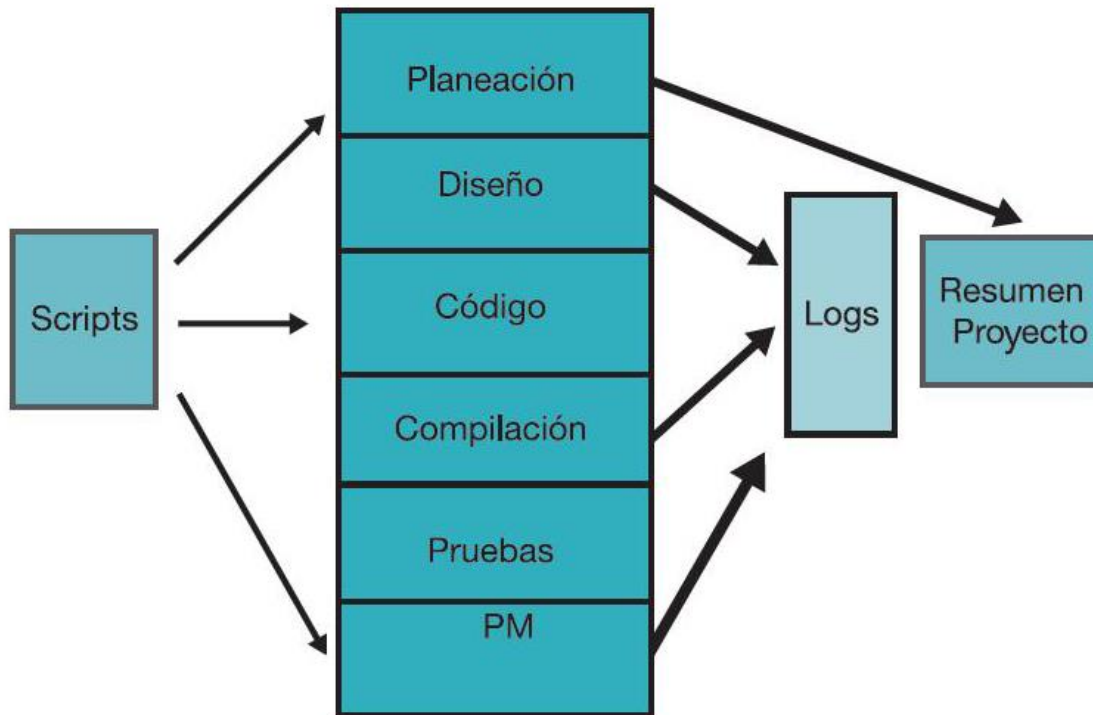 Scripts
Planeación
Diseño
Código
Compilación
Pruebas
PM
Logs
Resumen
Proyecto